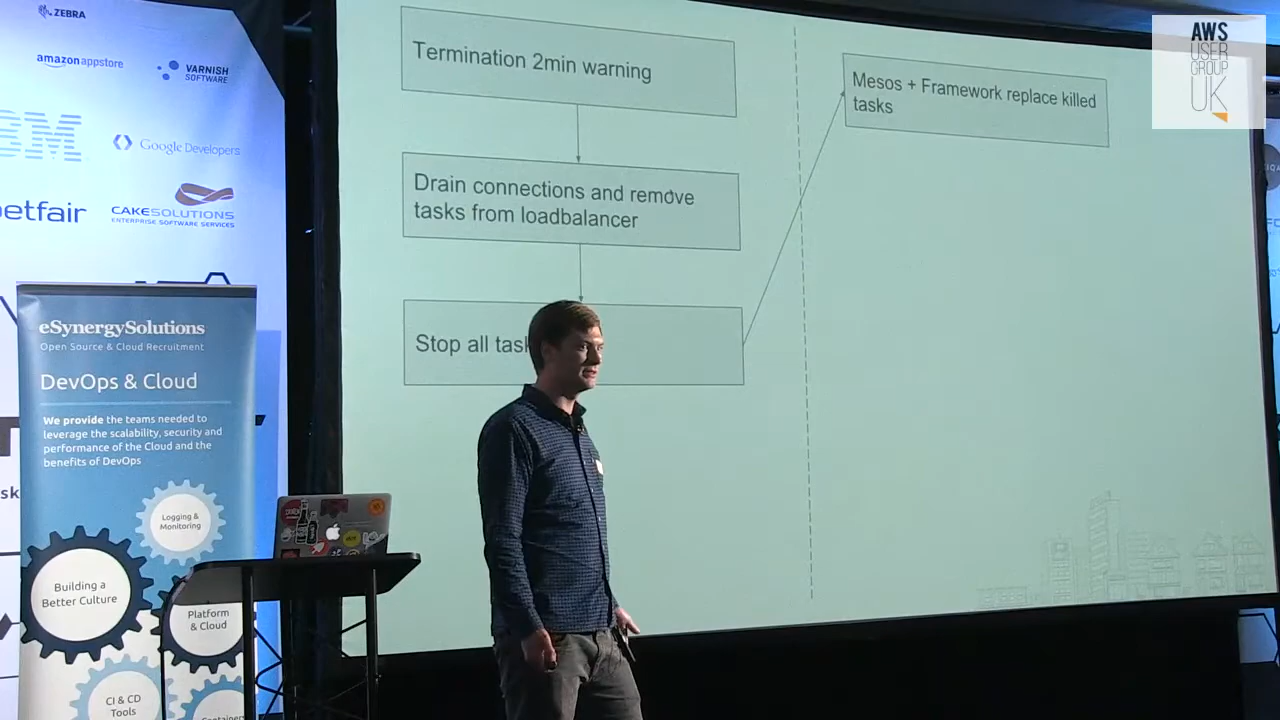 ZEBRA
amazon appstore
VARNISH
SOFTWARE
Google Developers
CAKESOLUTIONS
ENTERPRISE SOFTWARE SERVICES
eSynergySolutions
Open Source & Cloud Recruitment
DevOps & Cloud
We provide the teams needed to
leverage the scalability, security and
performance of the Cloud and the
benefits of DevOps
Logging &
Monitoring
Building a
Better Culture
Platform
& Cloud
CI & CD
Tools
Termination 2min warning
Drain connections and remove
tasks from loadbalancer
Stop all
Mesos + Framework replace killed
tasks
AWS
USER
GROUP
UK